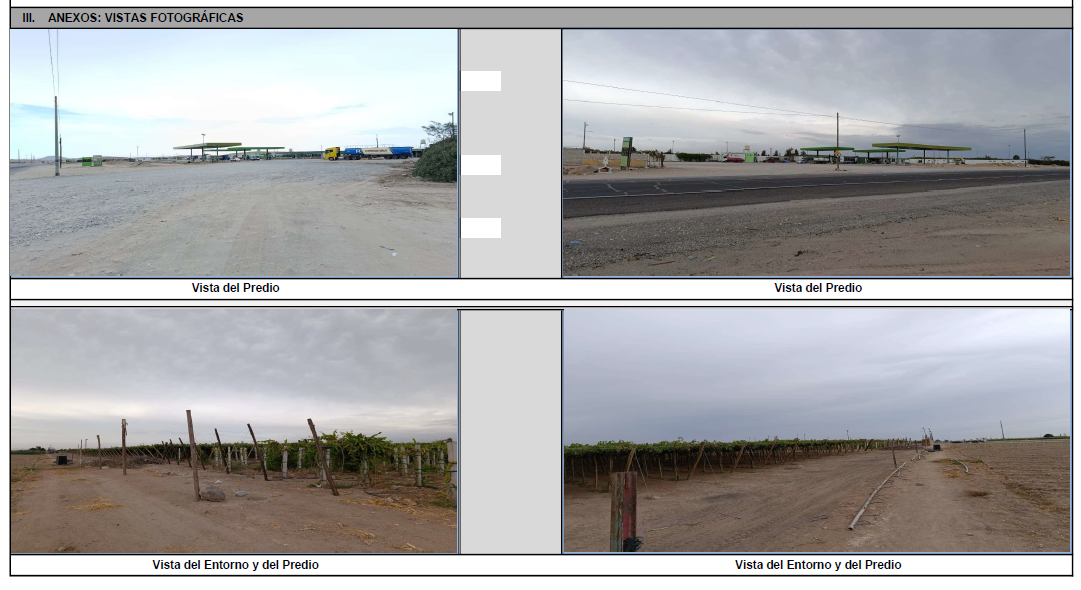 III. ANEXOS: VISTAS FOTOGRÁFICAS
Vista del Predio
Vista del Predio
Vista del Entorno y del Predio
Vista del Entorno y del Predio